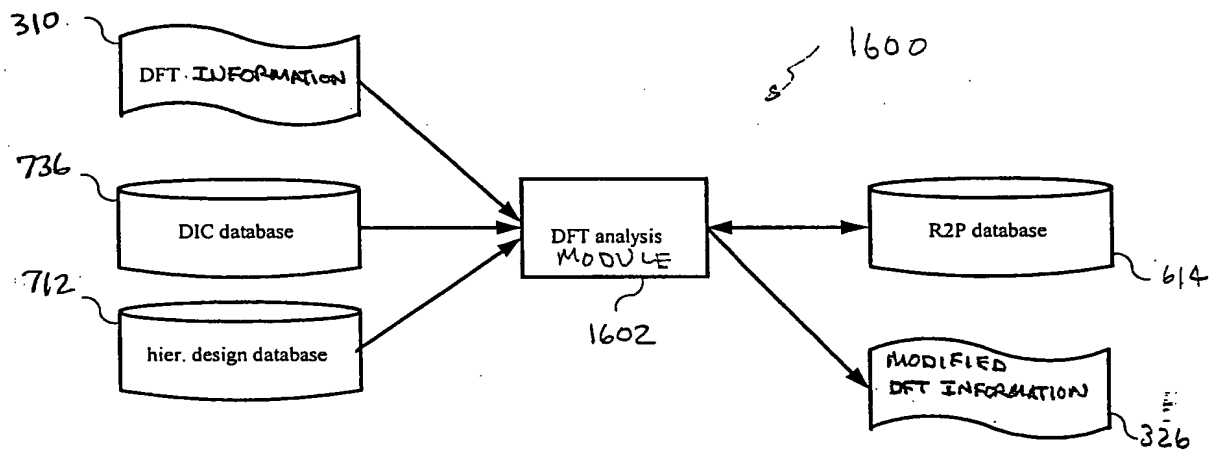 310
DFT INFORMATION
1600
736
DIC database
DFT analysis
MODULE
1602
R2P database
614
712
hier. design database
MODIFIED
DFT INFORMATION
326